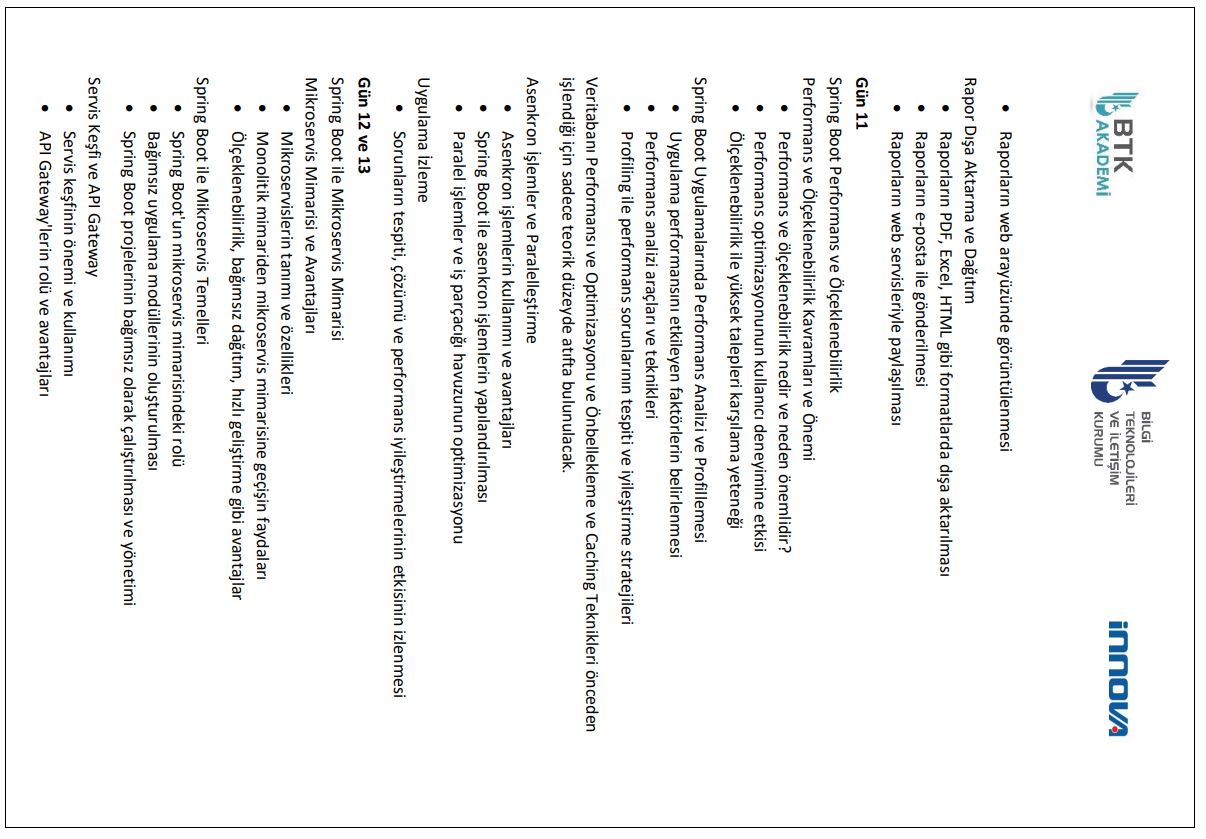 BTK
AKADEMİ
BİLGİ
TEKNOLOJİLERİ
VE İLETİŞİM
KURUMU
innova
• Raporların web arayüzünde görüntülenmesi
Rapor Dışa Aktarma ve Dağıtım
• Raporların PDF, Excel, HTML gibi formatlarda dışa aktarılması
• Raporların e-posta ile gönderilmesi
• Raporların web servisleriyle paylaşılması
Gün 11
Spring Boot Performans ve Ölçeklenebilirlik
Performans ve Ölçeklenebilirlik Kavramları ve Önemi
• Performans ve ölçeklenebilirlik nedir ve neden önemlidir?
• Performans optimizasyonunun kullanıcı deneyimine etkisi
• Ölçeklenebilirlik ile yüksek talepleri karşılama yeteneği
Spring Boot Uygulamalarında Performans Analizi ve Profillemesi
• Uygulama performansını etkileyen faktörlerin belirlenmesi
• Performans analizi araçları ve teknikleri
• Profiling ile performans sorunlarının tespiti ve iyileştirme stratejileri
Veritabanı Performansı ve Optimizasyonu ve Önbellekleme ve Caching Teknikleri önceden
işlendiği için sadece teorik düzeyde atıfta bulunulacak.
Asenkron İşlemler ve Paralelleştirme
• Asenkron işlemlerin kullanımı ve avantajları
• Spring Boot ile asenkron işlemlerin yapılandırılması
• Paralel işlemler ve iş parçacığı havuzunun optimizasyonu
Uygulama İzleme
• Sorunların tespiti, çözümü ve performans iyileştirmelerinin etkisinin izlenmesi
Gün 12 ve 13
Spring Boot ile Mikroservis Mimarisi
Mikroservis Mimarisi ve Avantajları
• Mikroservislerin tanımı ve özellikleri
• Monolitik mimariden mikroservis mimarisine geçişin faydaları
• Ölçeklenebilirlik, bağımsız dağıtım, hızlı geliştirme gibi avantajlar
Spring Boot ile Mikroservis Temelleri
• Spring Boot'un mikroservis mimarisindeki rolü
• Bağımsız uygulama modüllerinin oluşturulması
• Spring Boot projelerinin bağımsız olarak çalıştırılması ve yönetimi
Servis Keşfi ve API Gateway
• Servis keşfinin önemi ve kullanımı
• API Gateway'lerin rolü ve avantajları